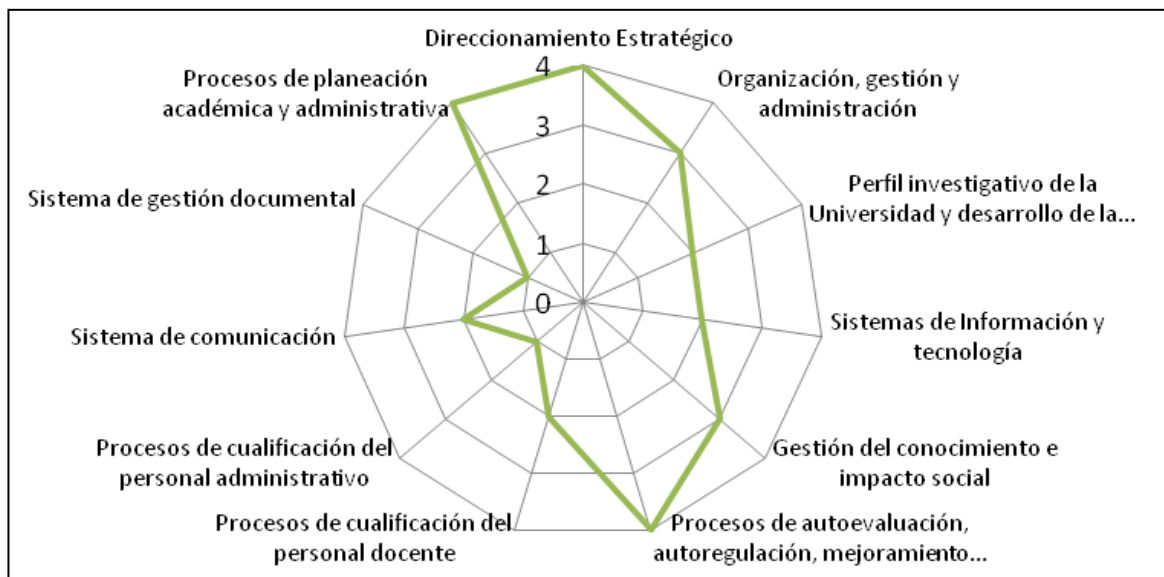 Direccionamiento Estratégico
Organización, gestión y
administración
Perfil investigativo de la
Universidad y desarrollo de la...
Sistemas de Información y
tecnología
Gestión del conocimiento e
impacto social
Procesos de autoevaluación,
autoregulación, mejoramiento...
Procesos de cualificación del
personal docente
Procesos de cualificación del
personal administrativo
Sistema de comunicación
Sistema de gestión documental
Procesos de planeación
académica y administrativa
4
3
2
1
0